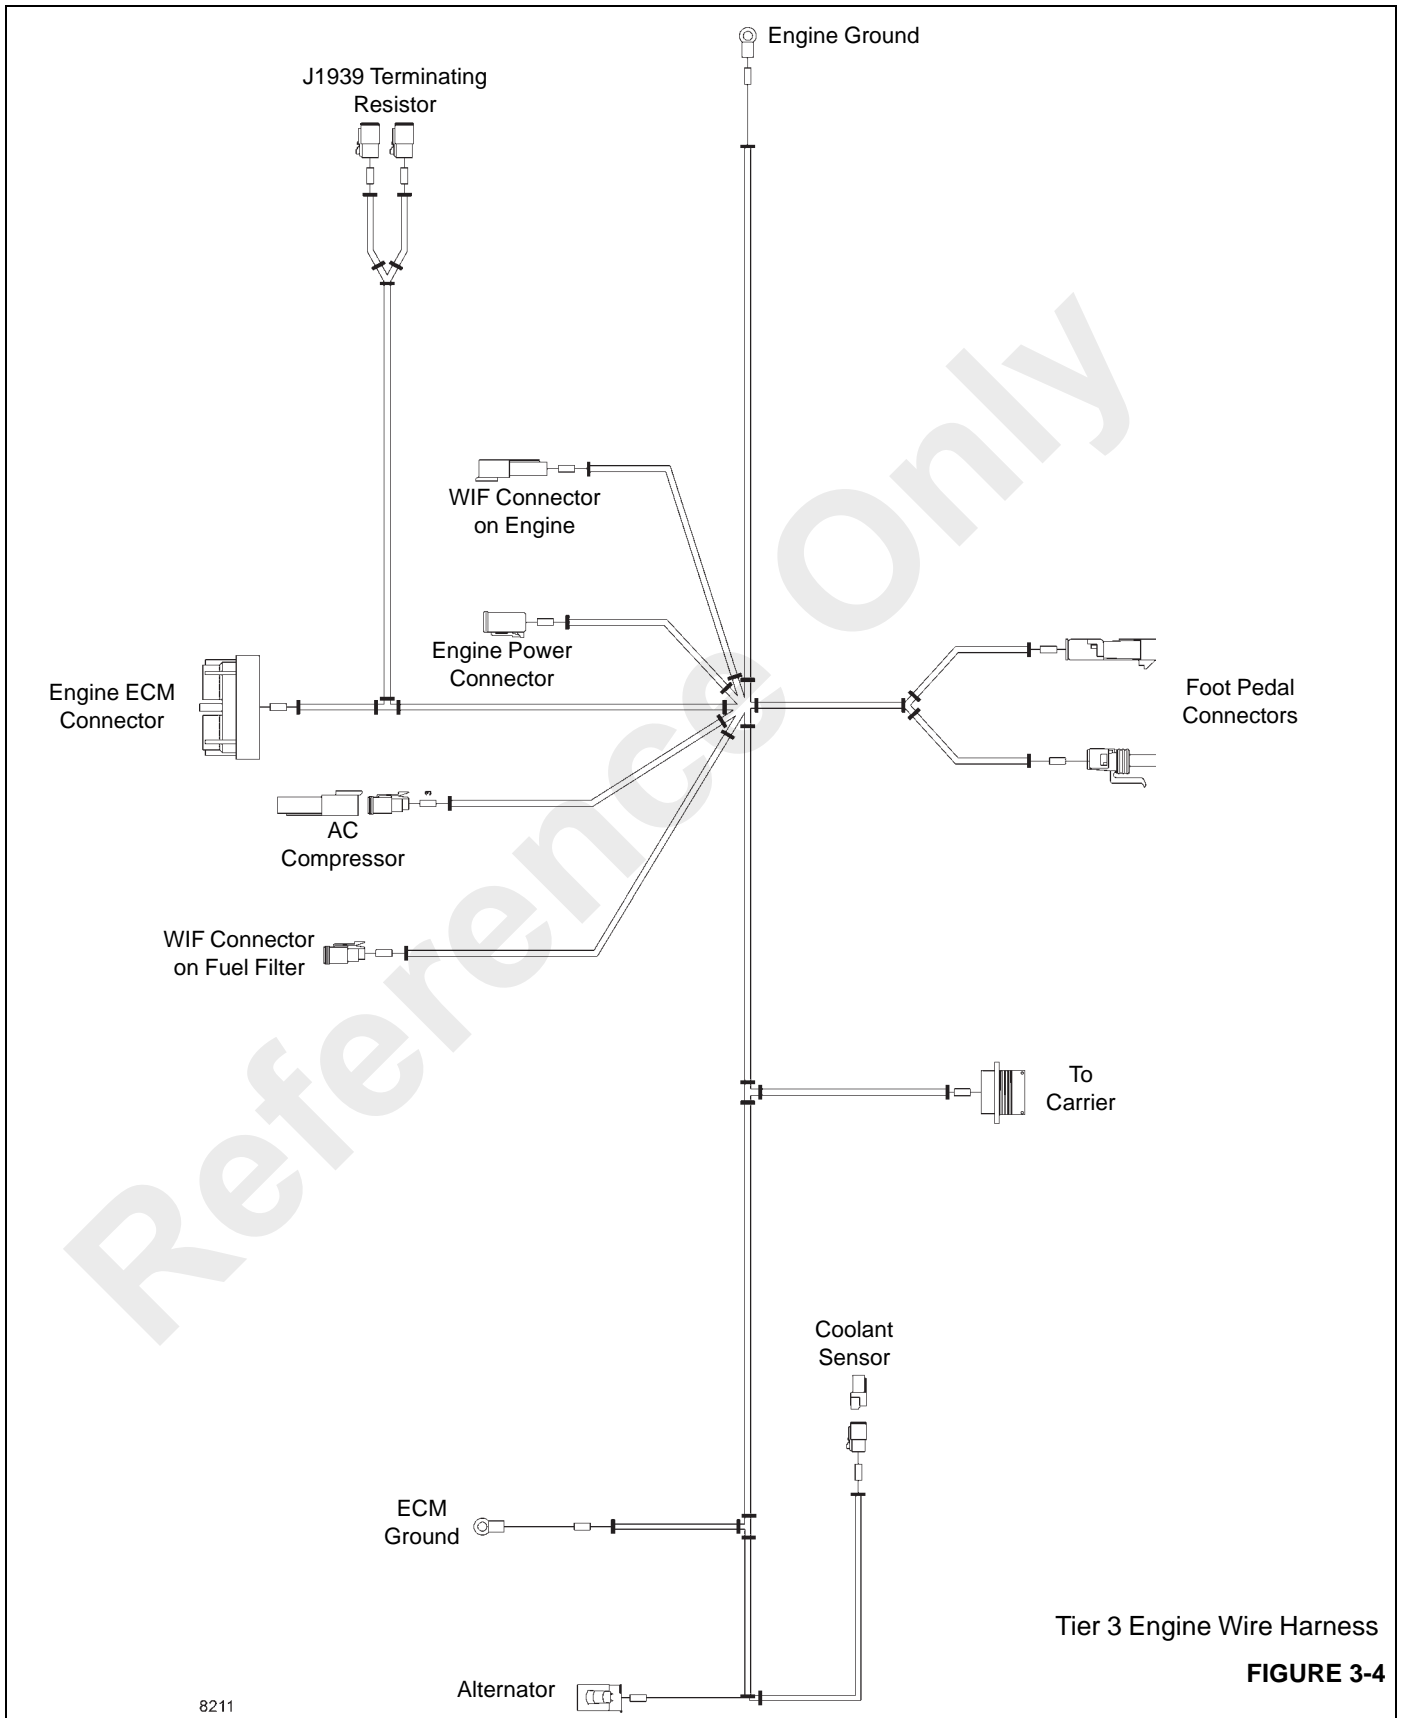 Engine Ground
J1939 Terminating
Resistor
WIF Connector
on Engine
Engine Power
Connector
Engine ECM
Connector
Foot Pedal
Connectors
3
AC
Compressor
WIF Connector
on Fuel Filter
To
Carrier
Coolant
Sensor
ECM
Ground
Alternator
Tier 3 Engine Wire Harness
FIGURE 3-4
8211
Reference Only